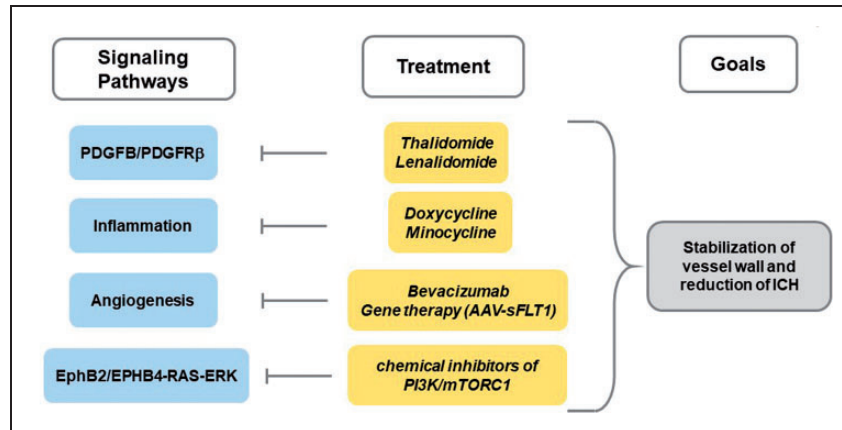 Signaling
Pathways
Treatment
Goals
PDGFB/PDGFRβ
Thalidomide
Lenalidomide
Inflammation
Doxycycline
Minocycline
Stabilization of
vessel wall and
reduction of ICH
Angiogenesis
Bevacizumab
Gene therapy (AAV-sFLT1)
EphB2/EPHB4-RAS-ERK
chemical inhibitors of
PI3K/mTORC1